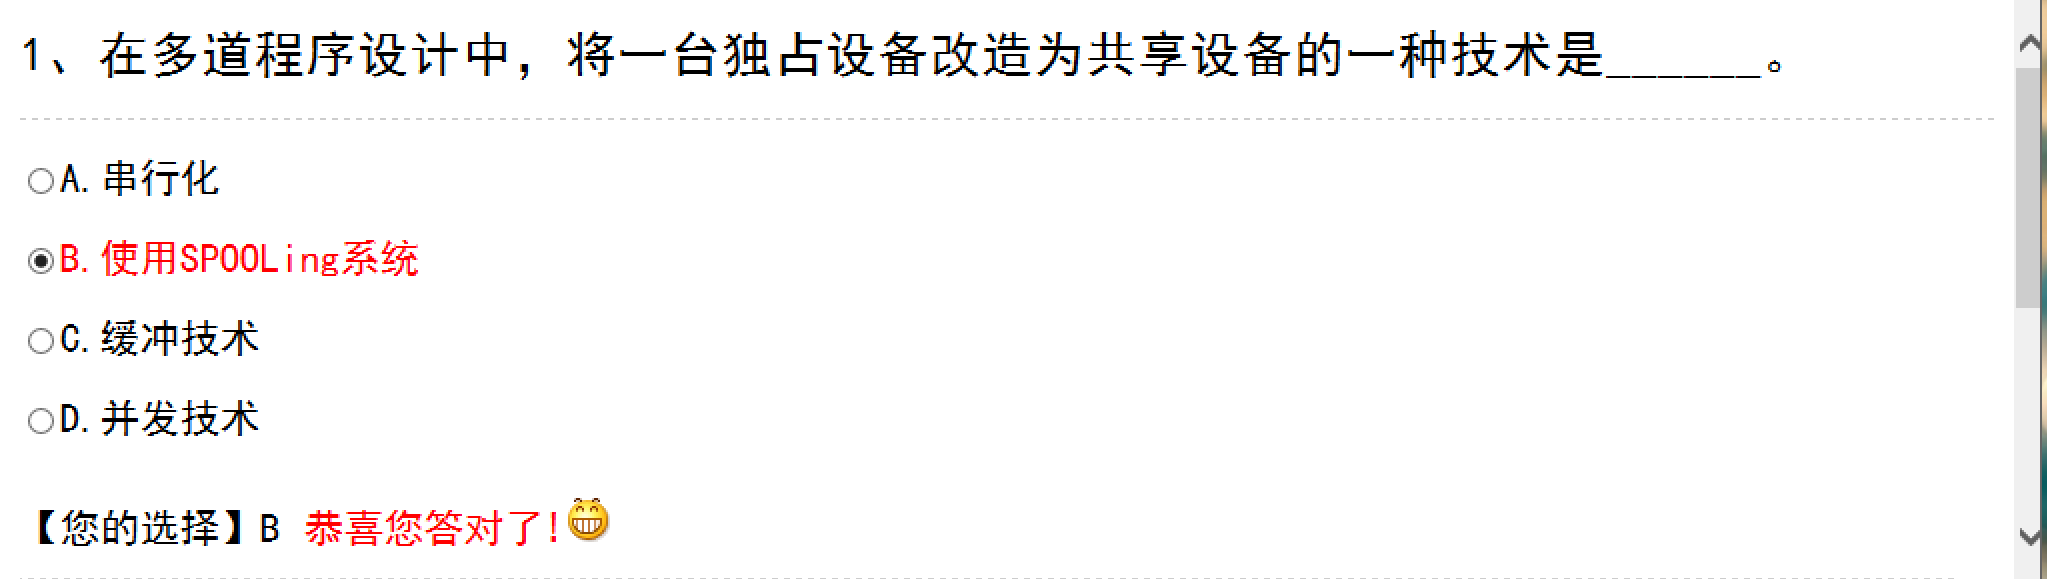 1、在多道程序设计中，将一台独占设备改造为共享设备的一种技术是______。
A. 串行化
B. 使用SPOOLing系统
C. 缓冲技术
D. 并发技术
【您的选择】B 恭喜您答对了!